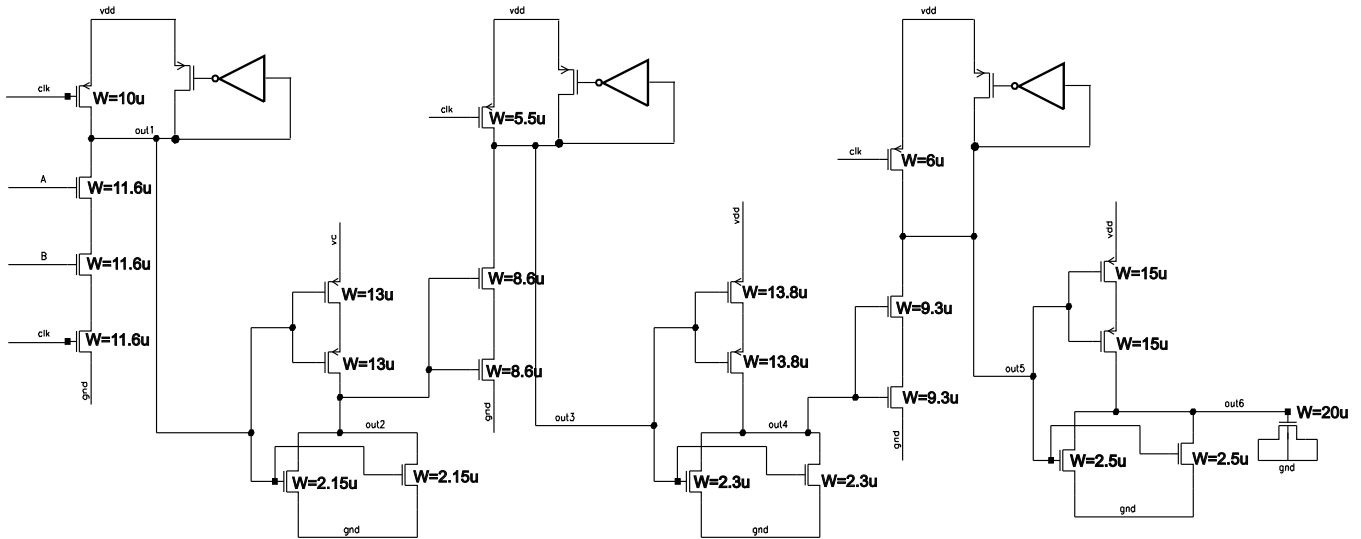 vdd
clk
W=10u
out1
A
W=11.6u
B
W=11.6u
clk
W=11.6u
gnd
vc
W=13u
W=13u
out2
W=2.15u
W=2.15u
gnd
vdd
clk
W=5.5u
W=8.6u
W=8.6u
gnd
out3
vdd
W=13.8u
W=13.8u
out4
W=2.3u
W=2.3u
gnd
vdd
clk
W=6u
W=9.3u
W=9.3u
gnd
out5
vdd
W=15u
W=15u
out6
W=2.5u
W=2.5u
gnd
W=20u
gnd